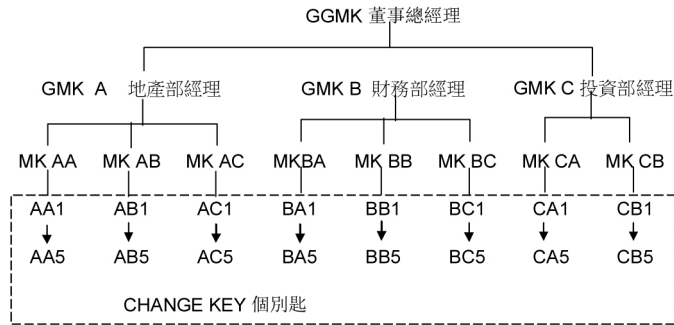 GGMK 董事總經理
GMK A 地產部經理 GMK B 財務部經理 GMK C 投資部經理
MK AA MK AB MK AC MKBA MK BB MK BC MK CA MK CB
AA1 AB1 AC1 BA1 BB1 BC1 CA1 CB1
AA5 AB5 AC5 BA5 BB5 BC5 CA5 CB5
CHANGE KEY 個別匙